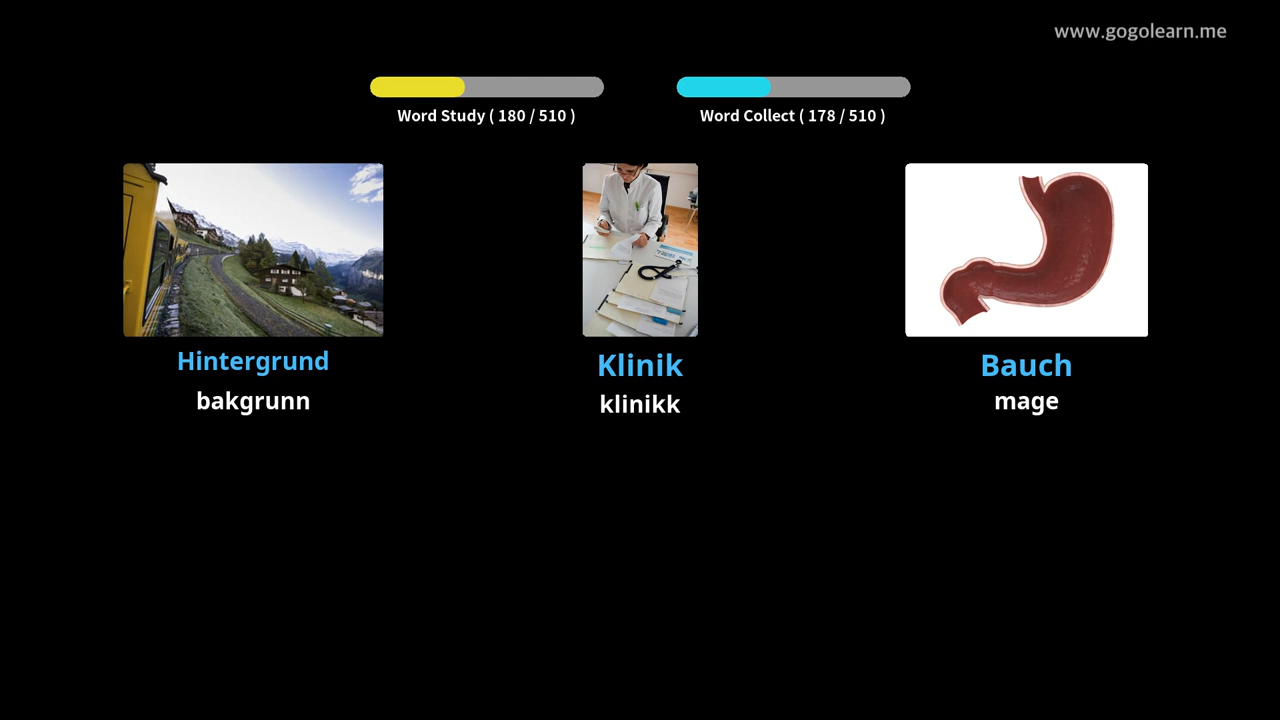 www.gogolearn.me
Word Study ( 180 / 510 )
Word Collect ( 178 / 510 )
Hintergrund
bakgrunn
Klinik
klinikk
Bauch
mage